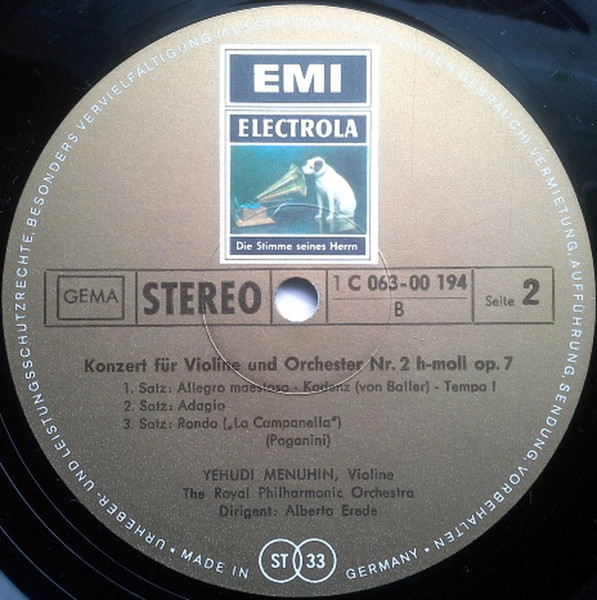 EMI
ELECTROLA
Die Stimme seines Herrn
GEMA
STEREO
1 C 063-00 194
B
Seite 2
Konzert für Violine und Orchester Nr. 2 h-moll op. 7
1. Satz: Allegro maestoso - Kadenz (von Baller) - Tempo I
2. Satz: Adagio
3. Satz: Rondo („La Campanella“)
(Paganini)
YEHUDI MENUHIN, Violine
The Royal Philharmonic Orchestra
Dirigent: Alberto Erede
URHEBER- UND LEISTUNGSSCHUTZRECHTE, BESONDERS VERVIELFÄLTIGUNG (AUSSER ZUM PERSÖNLICHEN GEBRAUCH) VERMIETUNG, AUFFÜHRUNG, SENDUNG VORBEHALTEN
MADE IN ST 33 GERMANY